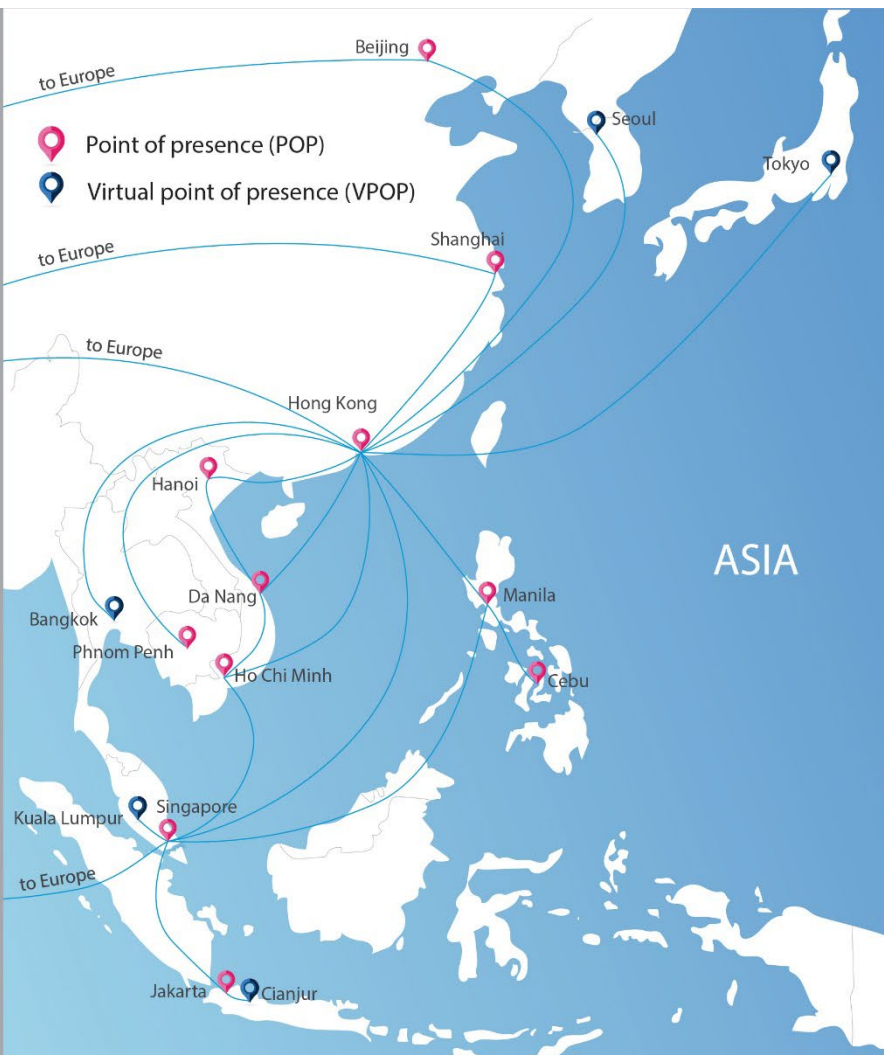 Beijing
to Europe
Seoul
Point of presence (POP)
Tokyo
Virtual point of presence (VPOP)
Shanghai
to Europe
to Europe
Hong Kong
Hanoi
ASIA
Da Nang
Manila
Bangkok
Phnom Penh
Ho Chi Minh
Cebu
Singapore
Kuala Lumpur
to Europe
Jakarta
Cianjur